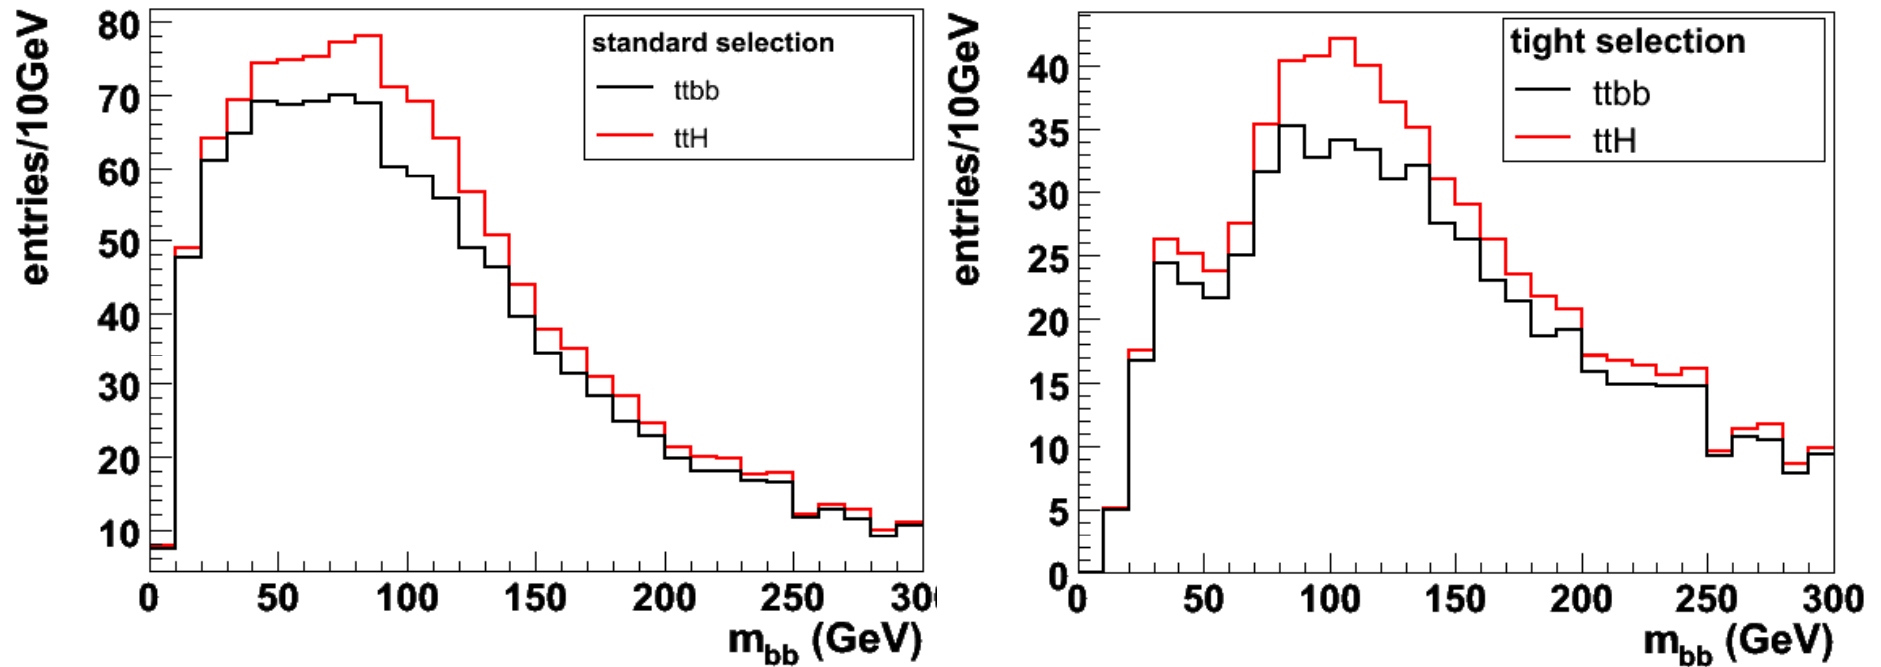 entries/10GeV
80
70
60
50
40
30
20
10
standard selection
ttbb
ttH
0 50 100 150 200 250 30
m_bb (GeV)
entries/10GeV
40
35
30
25
20
15
10
5
0
tight selection
ttbb
ttH
0 50 100 150 200 250 300
m_bb (GeV)